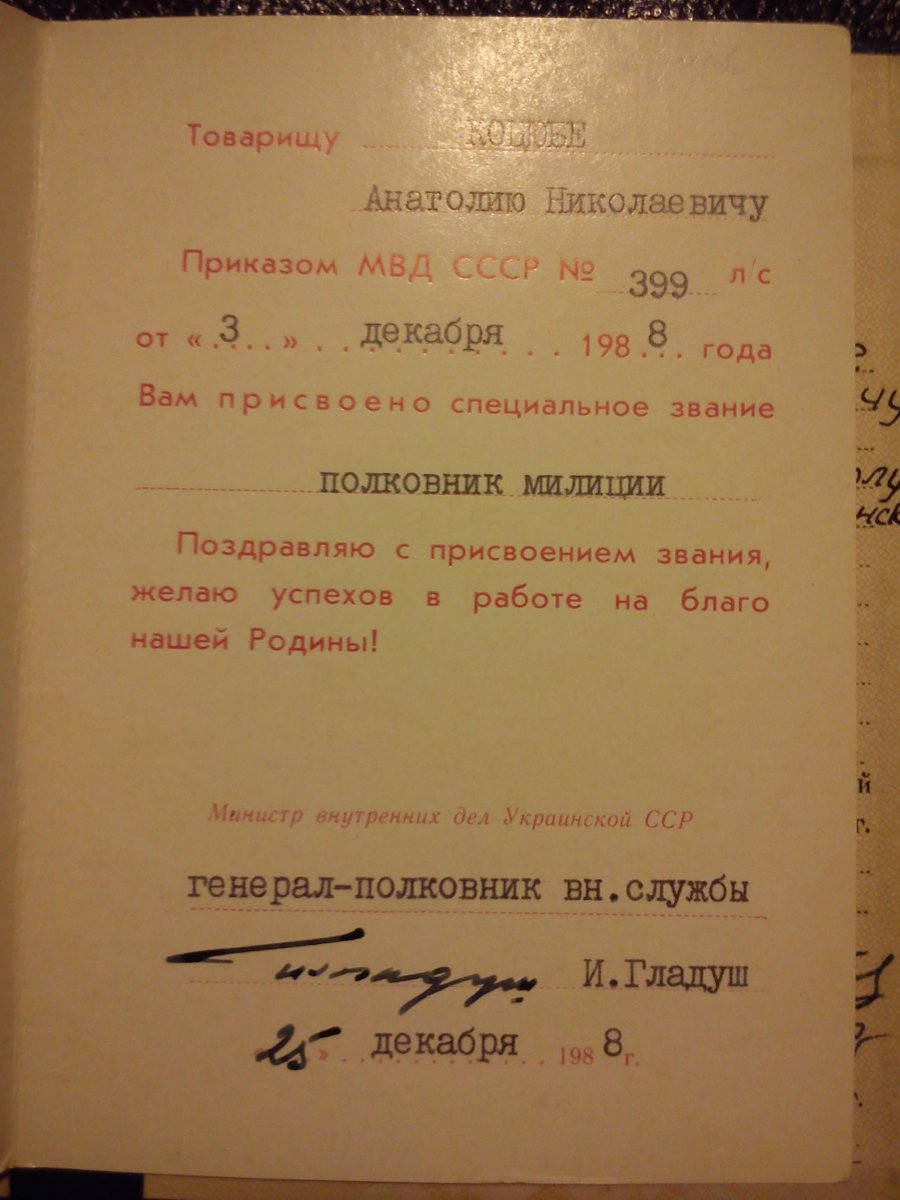 Товарищу КОЦЮБЕ
Анатолию Николаевичу
Приказом МВД СССР № 399 л/с
от «3» декабря 1988 года
Вам присвоено специальное звание
полковник милиции
Поздравляю с присвоением звания,
желаю успехов в работе на благо
нашей Родины!
Министр внутренних дел Украинской ССР
генерал-полковник вн.службы
И.Гладуш
«25» декабря 1988 г.